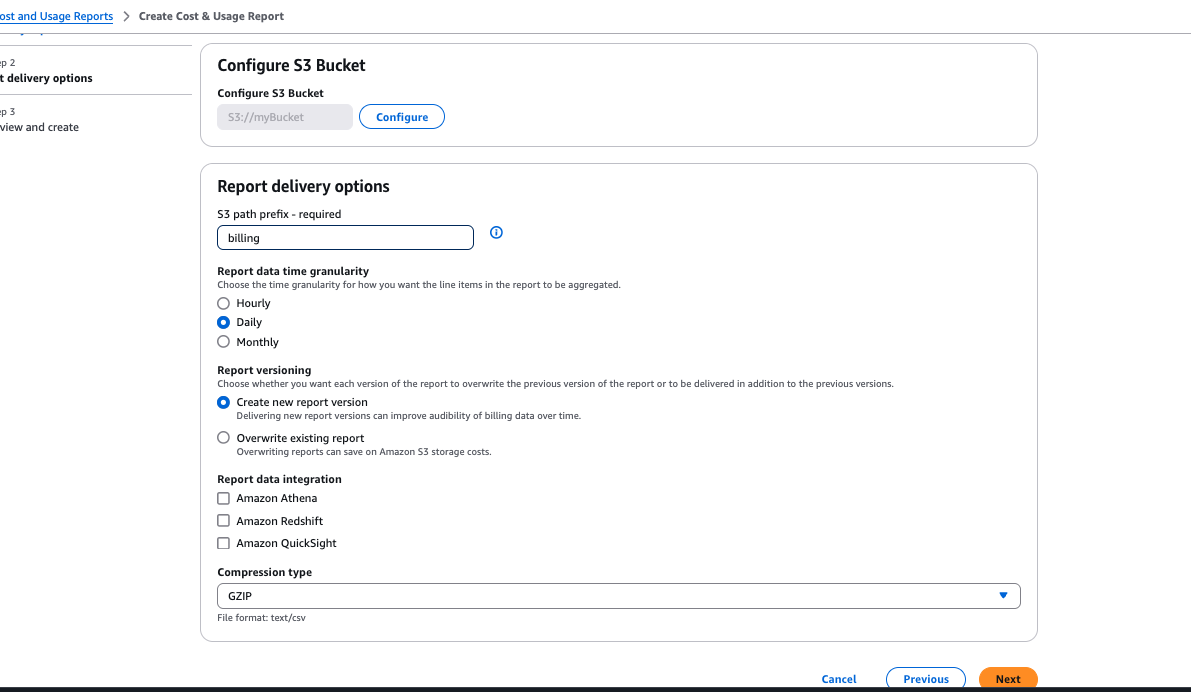 ost and Usage Reports > Create Cost & Usage Report
ep 2
t delivery options
ep 3
view and create
Configure S3 Bucket
Configure S3 Bucket
S3://myBucket Configure
Report delivery options
S3 path prefix - required
billing
Report data time granularity
Choose the time granularity for how you want the line items in the report to be aggregated.
Hourly
Daily
Monthly
Report versioning
Choose whether you want each version of the report to overwrite the previous version of the report or to be delivered in addition to the previous versions.
Create new report version
Delivering new report versions can improve audibility of billing data over time.
Overwrite existing report
Overwriting reports can save on Amazon S3 storage costs.
Report data integration
Amazon Athena
Amazon Redshift
Amazon QuickSight
Compression type
GZIP
File format: text/csv
Cancel Previous Next